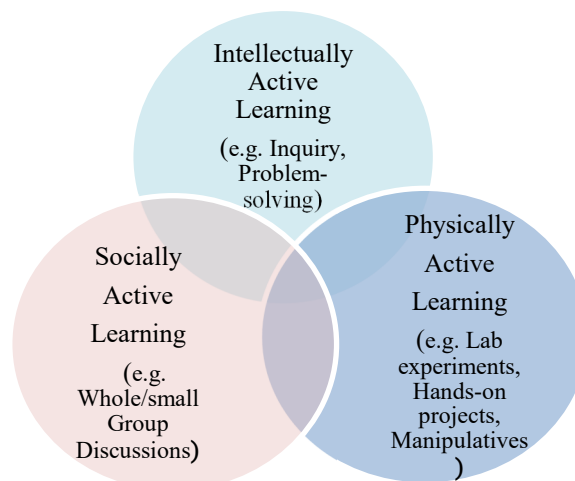 Intellectually
Active
Learning
(e.g. Inquiry,
Problem-
solving)
Socially
Active
Learning
(e.g.
Whole/small
Group
Discussions)
Physically
Active
Learning
(e.g. Lab
experiments,
Hands-on
projects,
Manipulatives
)